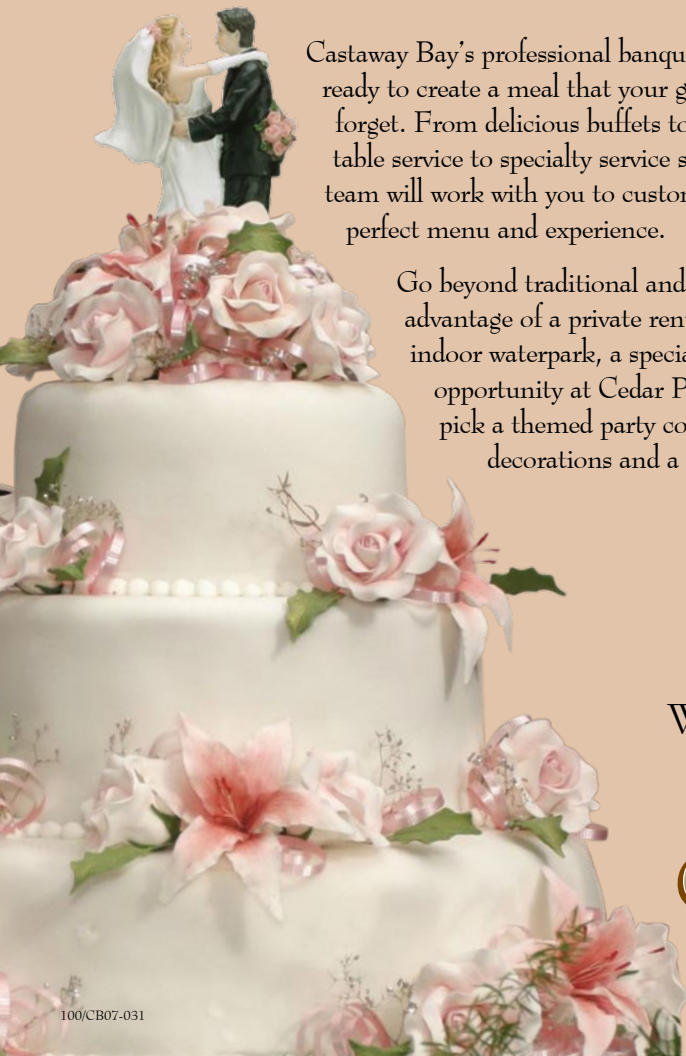 Castaway Bay’s professional banqu
ready to create a meal that your g
forget. From delicious buffets to
table service to specialty service s
team will work with you to custom
perfect menu and experience.
Go beyond traditional and
advantage of a private ren
indoor waterpark, a specia
opportunity at Cedar P
pick a themed party co
decorations and a
W
100/CB07-031